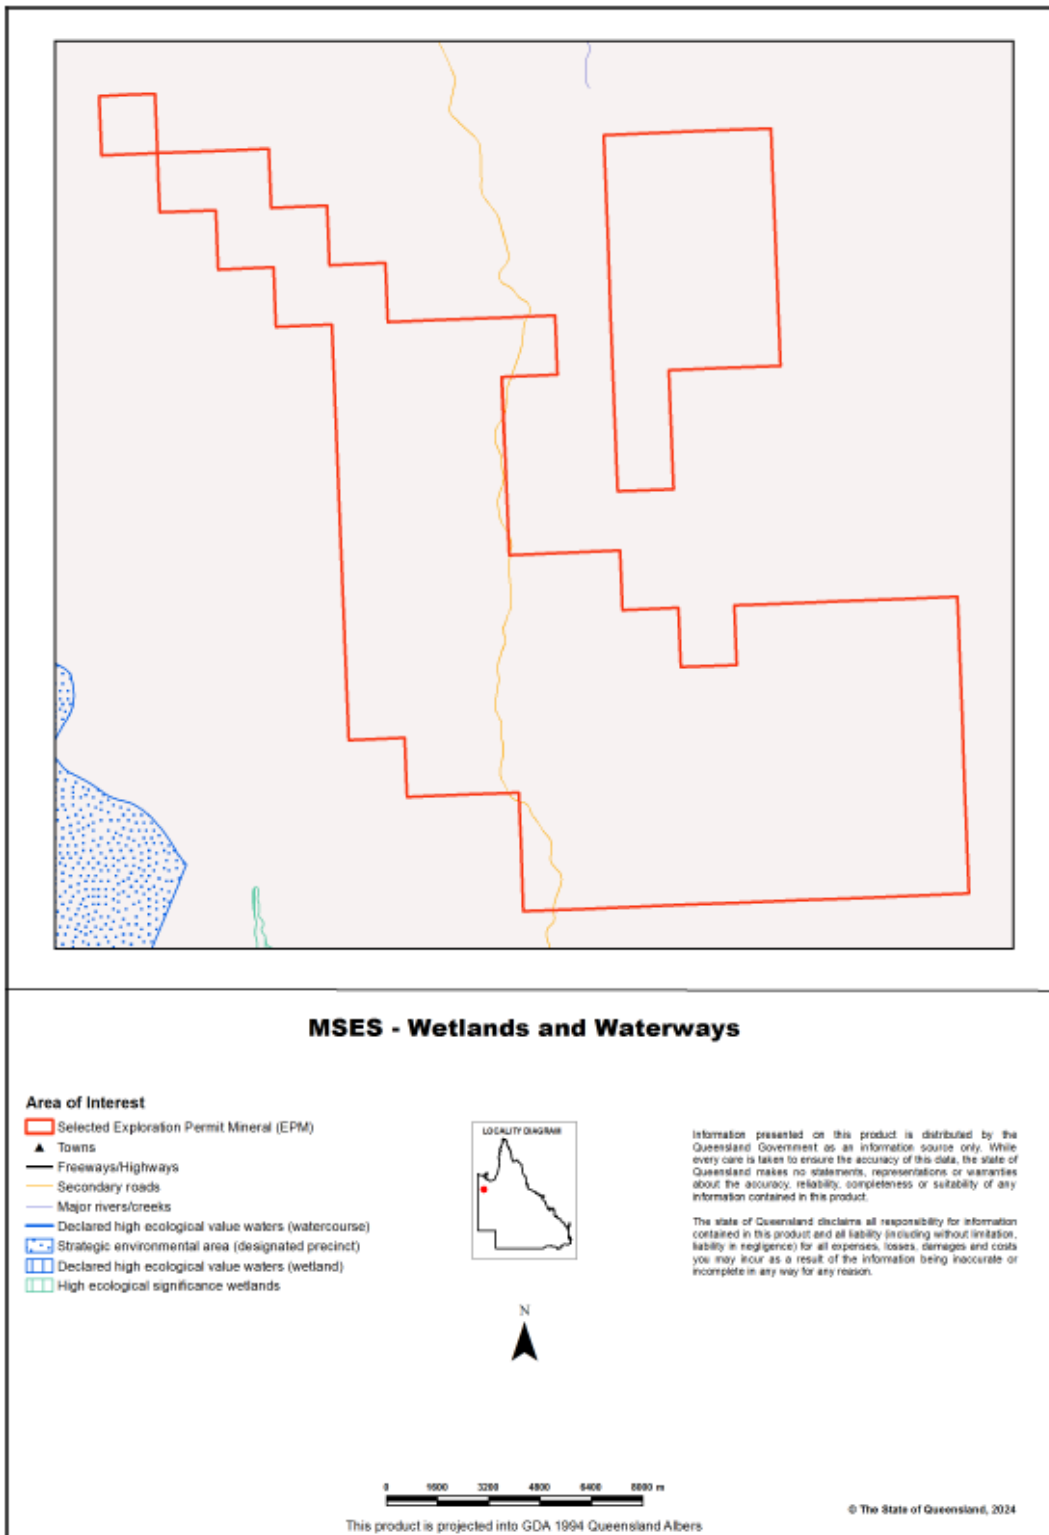 MSES - Wetlands and Waterways
Area of Interest
Selected Exploration Permit Mineral (EPM)
Towns
Freeways/Highways
Secondary roads
Major rivers/creeks
Declared high ecological value waters (watercourse)
Strategic environmental area (designated precinct)
Declared high ecological value waters (wetland)
High ecological significance wetlands
LOCALITY DIAGRAM
N
Information presented on this product is distributed by the
Queensland Government as an information source only. While
every care is taken to ensure the accuracy of this data, the state of
Queensland makes no statements, representations or warranties
about the accuracy, reliability, completeness or suitability of any
information contained in this product.
The state of Queensland disclaims all responsibility for information
contained in this product and all liability (including without limitation,
liability in negligence) for all expenses, losses, damages and costs
you may incur as a result of the information being inaccurate or
incomplete in any way for any reason.
0 1600 3200 4800 6400 8000 m
This product is projected into GDA 1994 Queensland Albers
© The State of Queensland, 2024